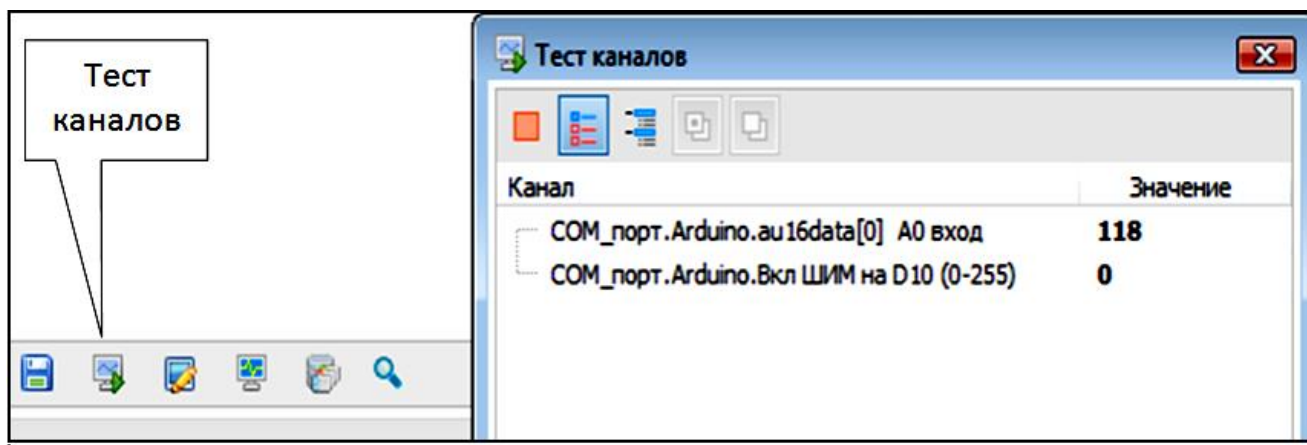 Тест
каналов
Тест каналов
Канал Значение
COM_порт.Arduino.au16data[0] A0 вход 118
COM_порт.Arduino.Вкл ШИМ на D10 (0-255) 0